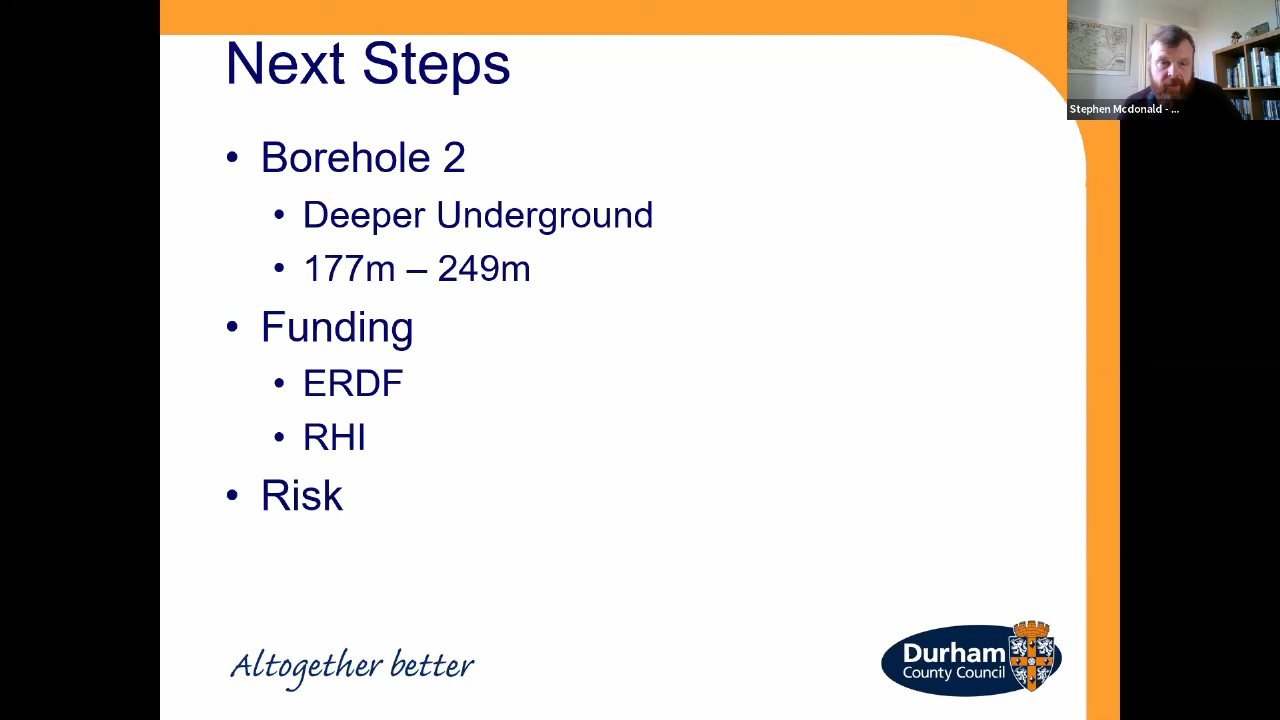 Next Steps
Stephen Mcdonald - ...
• Borehole 2
• Deeper Underground
• 177m – 249m
• Funding
• ERDF
• RHI
• Risk
Altogether better
Durham
County Council